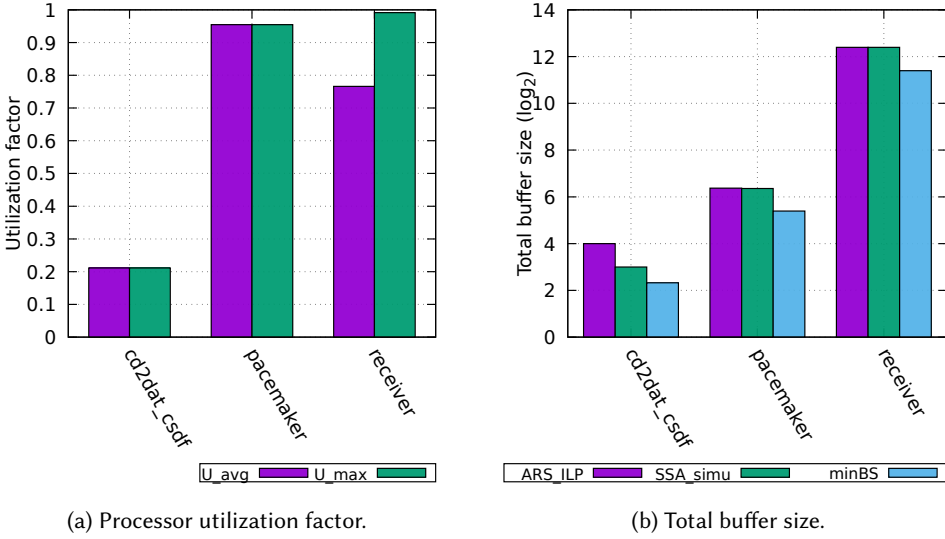 1
0.9
0.8
0.7
0.6
0.5
0.4
0.3
0.2
0.1
0
Utilization factor
cd2dat_csdf
pacemaker
receiver
U_avg U_max
(a) Processor utilization factor.
14
12
10
8
6
4
2
0
Total buffer size (log₂)
cd2dat_csdf
pacemaker
receiver
ARS_ILP SSA_simu minBS
(b) Total buffer size.